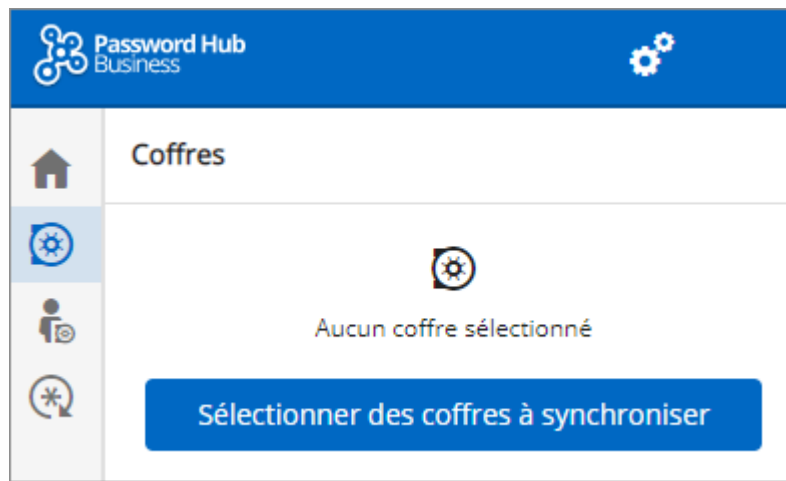 Password Hub
Business
Coffres
Aucun coffre sélectionné
Sélectionner des coffres à synchroniser